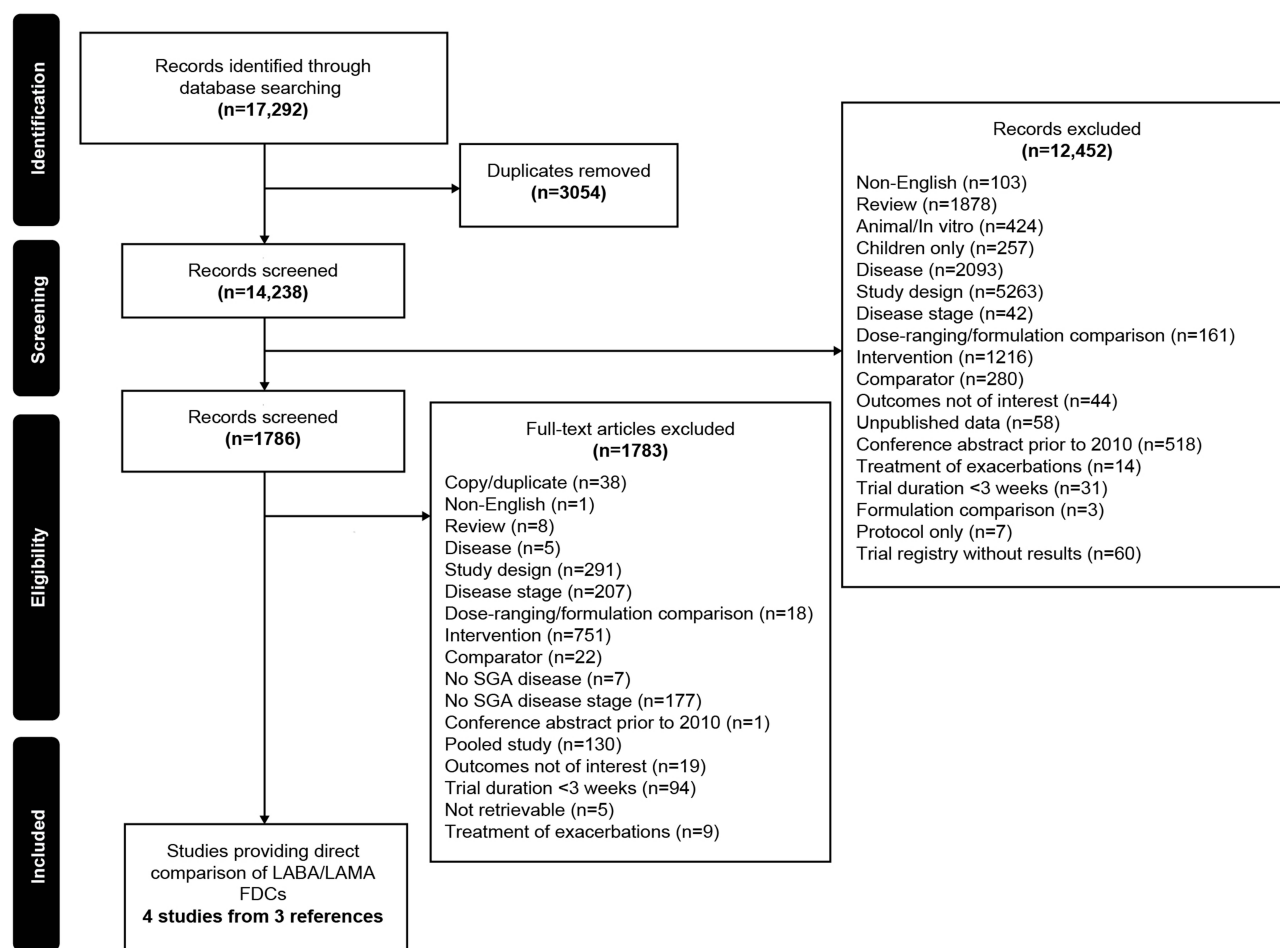 Identification
Records identified through
database searching
(n=17,292)
Duplicates removed
(n=3054)
Screening
Records screened
(n=14,238)
Records excluded
(n=12,452)
Non-English (n=103)
Review (n=1878)
Animal/In vitro (n=424)
Children only (n=257)
Disease (n=2093)
Study design (n=5263)
Disease stage (n=42)
Dose-ranging/formulation comparison (n=161)
Intervention (n=1216)
Comparator (n=280)
Outcomes not of interest (n=44)
Unpublished data (n=58)
Conference abstract prior to 2010 (n=518)
Treatment of exacerbations (n=14)
Trial duration <3 weeks (n=31)
Formulation comparison (n=3)
Protocol only (n=7)
Trial registry without results (n=60)
Eligibility
Records screened
(n=1786)
Full-text articles excluded
(n=1783)
Copy/duplicate (n=38)
Non-English (n=1)
Review (n=8)
Disease (n=5)
Study design (n=291)
Disease stage (n=207)
Dose-ranging/formulation comparison (n=18)
Intervention (n=751)
Comparator (n=22)
No SGA disease (n=7)
No SGA disease stage (n=177)
Conference abstract prior to 2010 (n=1)
Pooled study (n=130)
Outcomes not of interest (n=19)
Trial duration <3 weeks (n=94)
Not retrievable (n=5)
Treatment of exacerbations (n=9)
Included
Studies providing direct
comparison of LABA/LAMA
FDCs
4 studies from 3 references